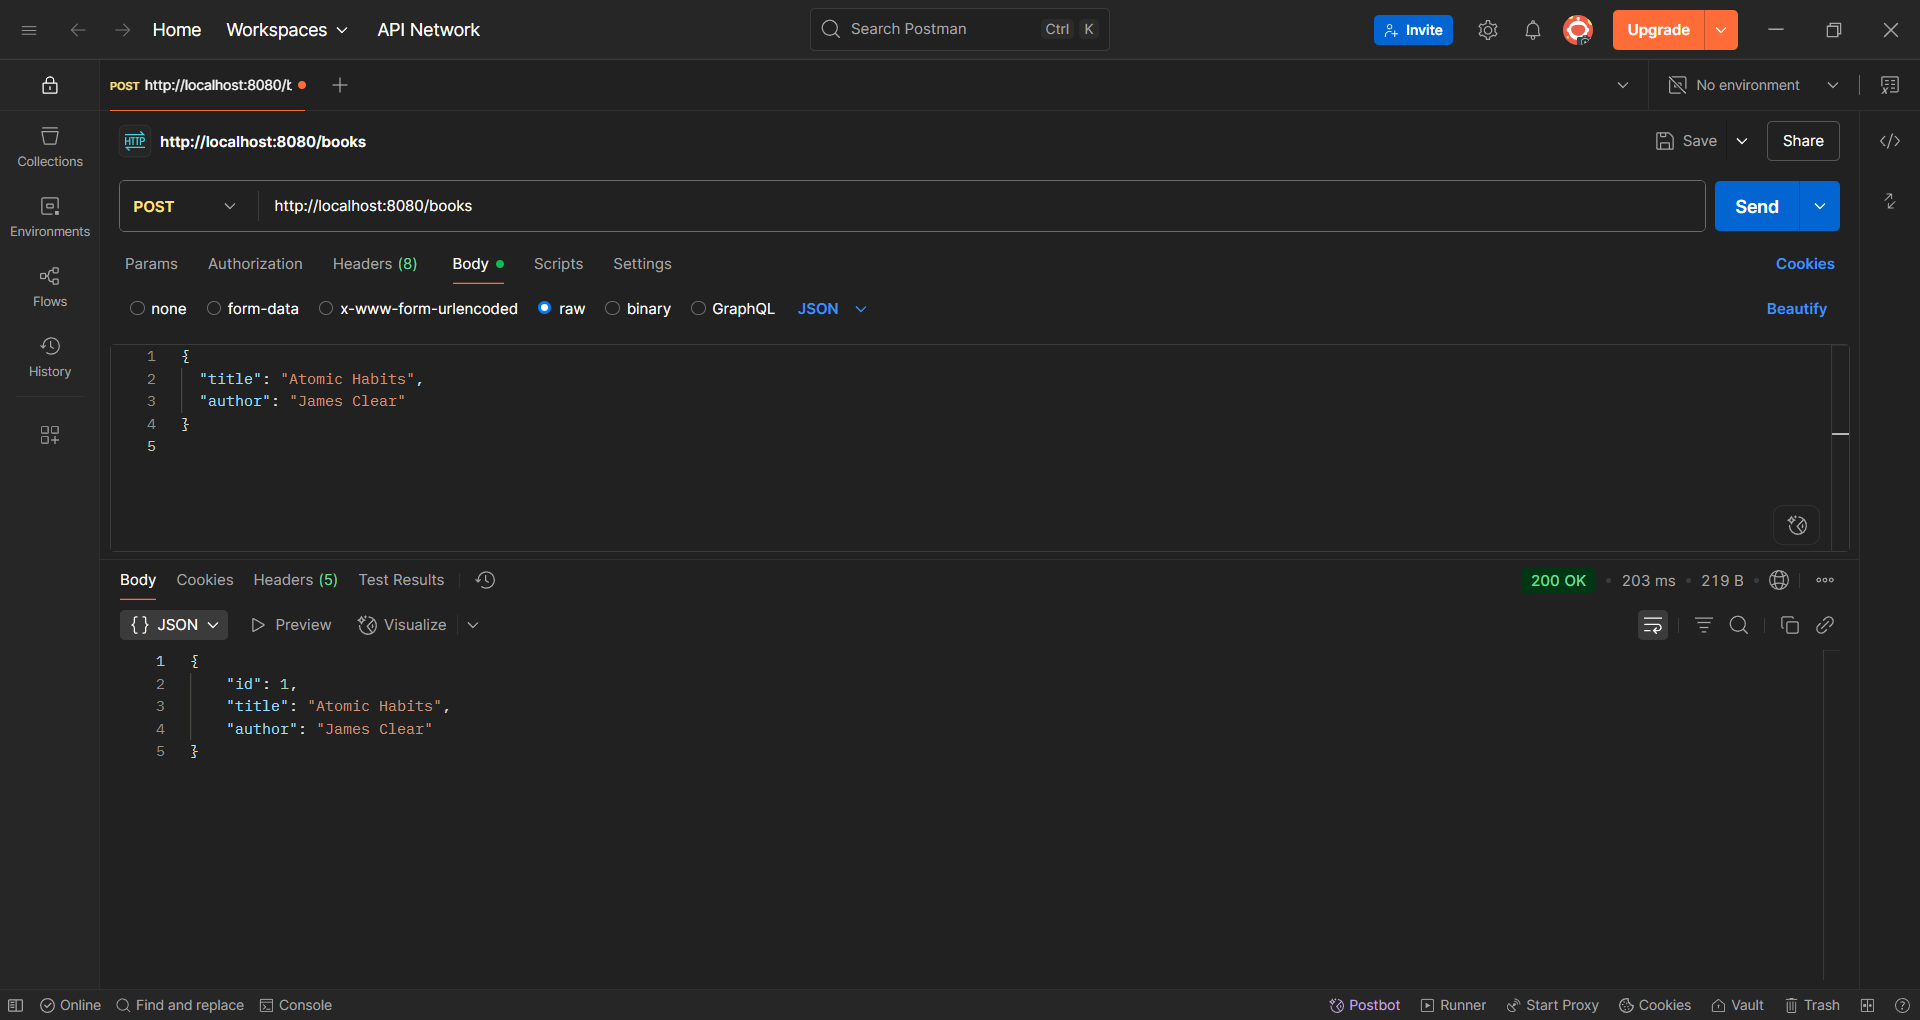 Home Workspaces API Network Search Postman Ctrl K Invite Upgrade
POST http://localhost:8080/b No environment
HTTP http://localhost:8080/books Save Share
Collections
POST http://localhost:8080/books Send
Environments
Params Authorization Headers (8) Body Scripts Settings Cookies
Flows
none form-data x-www-form-urlencoded raw binary GraphQL JSON Beautify
History
1 {
2 "title": "Atomic Habits",
3 "author": "James Clear"
4 }
5
Body Cookies Headers (5) Test Results 200 OK 203 ms 219 B
{} JSON Preview Visualize
1 {
2 "id": 1,
3 "title": "Atomic Habits",
4 "author": "James Clear"
5 }
Online Find and replace Console Postbot Runner Start Proxy Cookies Vault Trash